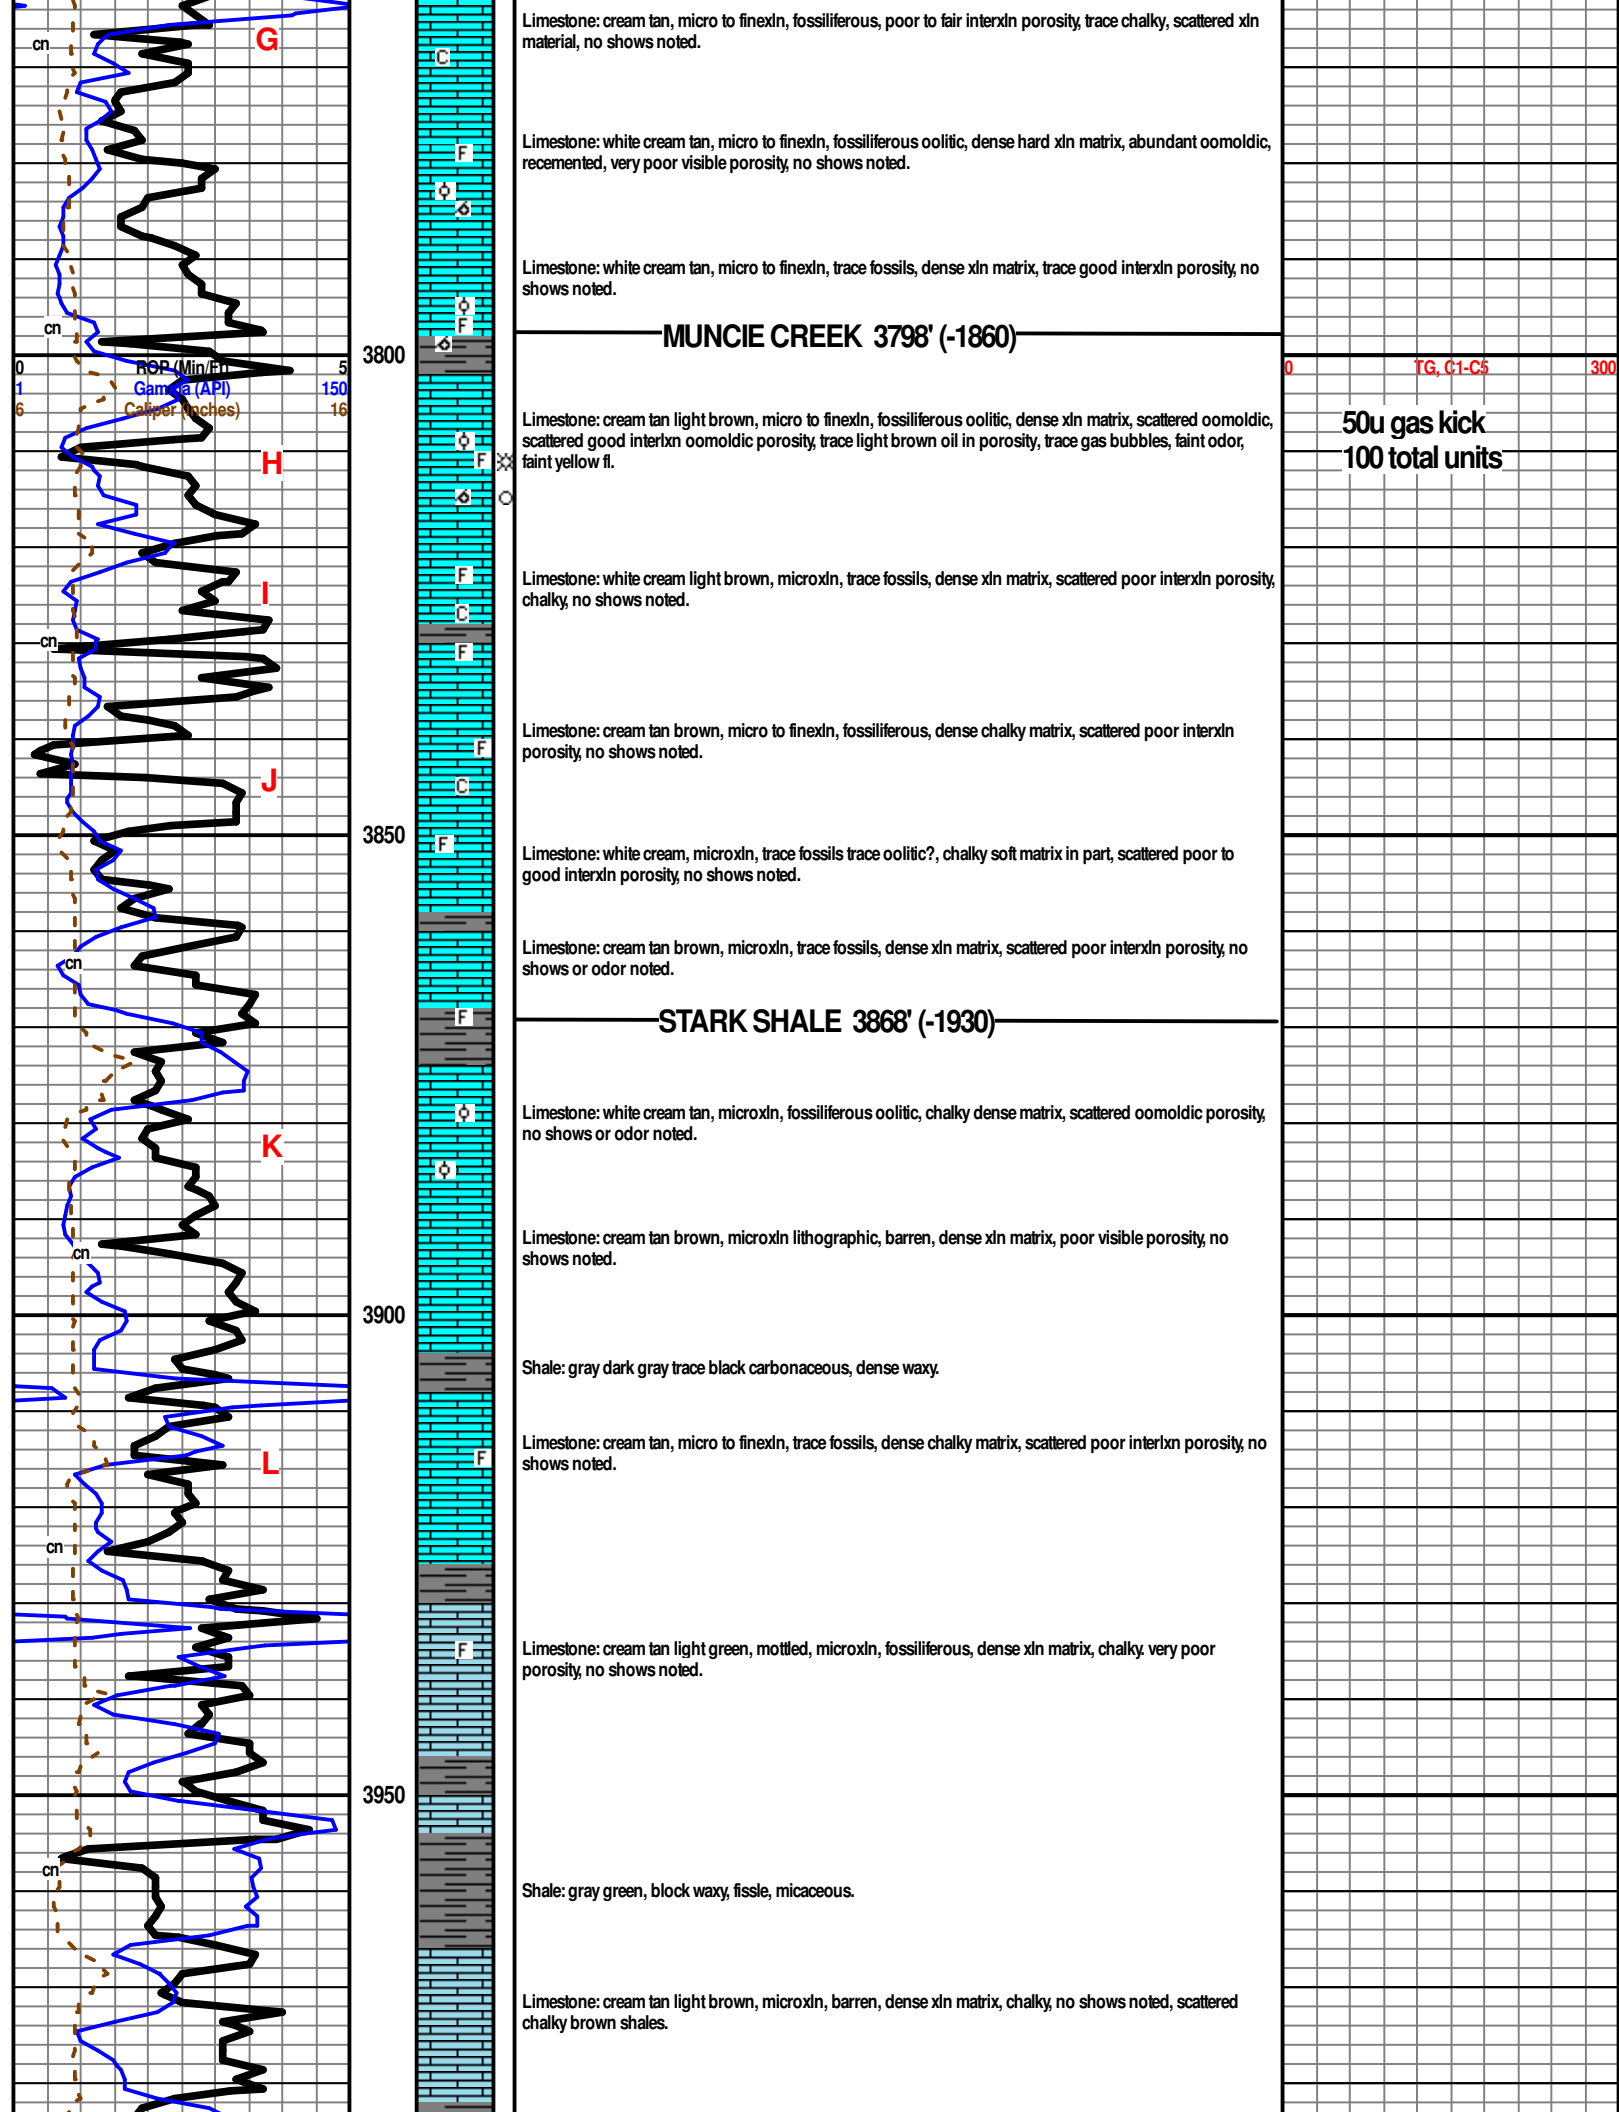 Limestone: cream tan, micro to finexln, fossiliferous, poor to fair interxln porosity, trace chalky, scattered xln
material, no shows noted.
G
cn
C
Limestone: white cream tan, micro to finexln, fossiliferous oolitic, dense hard xln matrix, abundant oomoldic,
recemented, very poor visible porosity, no shows noted.
F
Limestone: white cream tan, micro to finexln, trace fossils, dense xln matrix, trace good interxln porosity, no
shows noted.
F
cn
MUNCIE CREEK 3798' (-1860)
3800
0 ROP (Min/Ft) 5
1 Gamma (API) 150
6 Caliper (inches) 16
0 TG, C1-C5 300
Limestone: cream tan light brown, micro to finexln, fossiliferous oolitic, dense xln matrix, scattered oomoldic,
scattered good interlxn oomoldic porosity, trace light brown oil in porosity, trace gas bubbles, faint odor,
faint yellow fl.
50u gas kick
100 total units
H
F
F
Limestone: white cream light brown, microxln, trace fossils, dense xln matrix, scattered poor interxln porosity,
chalky, no shows noted.
I
C
cn
F
Limestone: cream tan brown, micro to finexln, fossiliferous, dense chalky matrix, scattered poor interxln
porosity, no shows noted.
F
J
C
3850
F
Limestone: white cream, microxln, trace fossils trace oolitic?, chalky soft matrix in part, scattered poor to
good interxln porosity, no shows noted.
Limestone: cream tan brown, microxln, trace fossils, dense xln matrix, scattered poor interxln porosity, no
shows or odor noted.
cn
F
STARK SHALE 3868' (-1930)
Limestone: white cream tan, microxln, fossiliferous oolitic, chalky dense matrix, scattered oomoldic porosity,
no shows or odor noted.
K
Limestone: cream tan brown, microxln lithographic, barren, dense xln matrix, poor visible porosity, no
shows noted.
cn
3900
Shale: gray dark gray trace black carbonaceous, dense waxy.
Limestone: cream tan, micro to finexln, trace fossils, dense chalky matrix, scattered poor interlxn porosity, no
shows noted.
L
F
cn
Limestone: cream tan light green, mottled, microxln, fossiliferous, dense xln matrix, chalky. very poor
porosity, no shows noted.
F
3950
cn
Shale: gray green, block waxy, fissle, micaceous.
Limestone: cream tan light brown, microxln, barren, dense xln matrix, chalky, no shows noted, scattered
chalky brown shales.